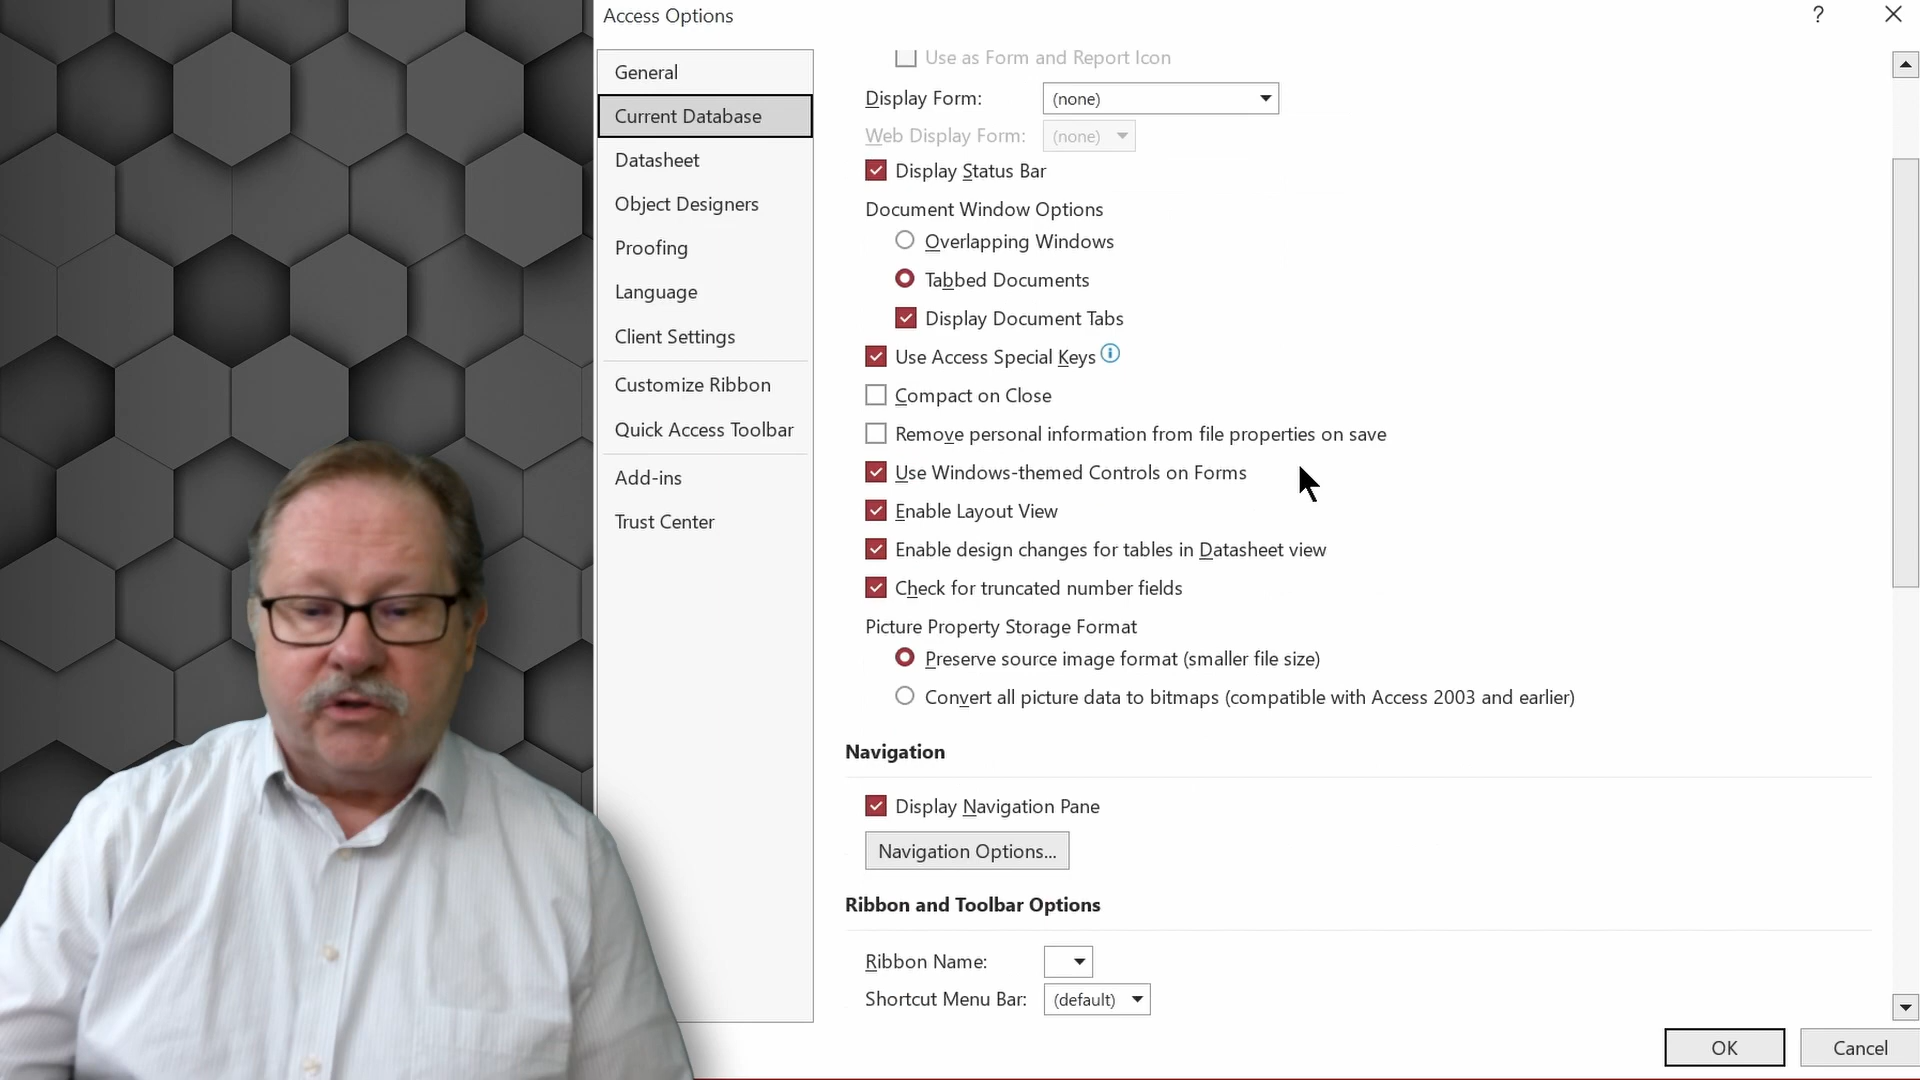 Access Options
?
General
Current Database
Datasheet
Object Designers
Proofing
Language
Client Settings
Customize Ribbon
Quick Access Toolbar
Add-ins
Trust Center
Use as Form and Report Icon
Display Form: (none)
Web Display Form: (none)
Display Status Bar
Document Window Options
Overlapping Windows
Tabbed Documents
Display Document Tabs
Use Access Special Keys
Compact on Close
Remove personal information from file properties on save
Use Windows-themed Controls on Forms
Enable Layout View
Enable design changes for tables in Datasheet view
Check for truncated number fields
Picture Property Storage Format
Preserve source image format (smaller file size)
Convert all picture data to bitmaps (compatible with Access 2003 and earlier)
Navigation
Display Navigation Pane
Navigation Options...
Ribbon and Toolbar Options
Ribbon Name:
Shortcut Menu Bar: (default)
OK Cancel